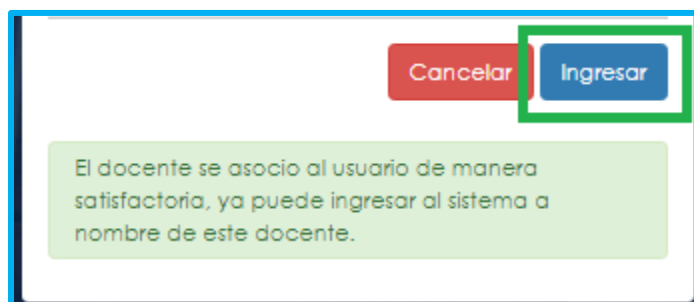 Cancelar Ingresar
El docente se asocio al usuario de manera
satisfactoria, ya puede ingresar al sistema a
nombre de este docente.